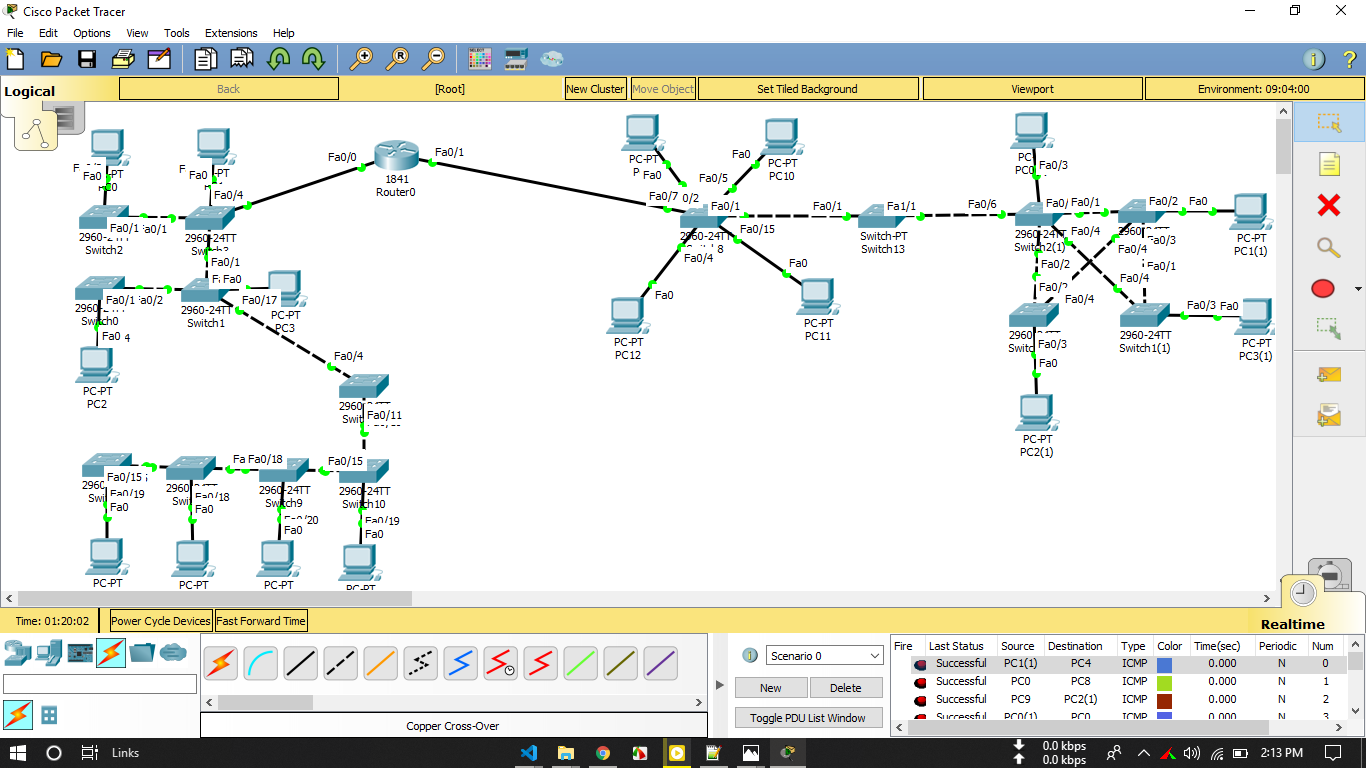 Cisco Packet Tracer
File Edit Options View Tools Extensions Help
Logical Back [Root] New Cluster Move Object Set Tiled Background Viewport Environment: 09:04:00
Fa0
Fa0
Fa0/4
Fa0/1
Fa0/1
2960-24TT
Switch2
2960-24TT
Fa0/0
Fa0/1
1841
Router0
Fa0/1
Fa0
Fa0/1
Fa0/2
2960-24TT
Switch0
2960-24TT
Switch1
Fa0/17
PC-PT
PC3
Fa0
4
PC-PT
PC2
Fa0/4
2960-24TT
Fa0/11
Fa0/15
Fa0/19
Fa0
Fa0/18
Fa0
Fa0/18
2960-24TT
Switch9
Fa0
Fa0/15
2960-24TT
Switch10
Fa0/19
Fa0
PC-PT
PC-PT
PC-PT
PC-PT
PC-PT
Fa0
Fa0
PC-PT
PC10
Fa0/5
Fa0/7
0/2
Fa0/1
2960-24TT
Fa0/15
Fa0/4
Fa0
PC-PT
PC12
Fa0
PC-PT
PC11
Fa0/1
Fa1/1
Switch-PT
Switch13
Fa0/6
Fa0/3
Fa0/1
2960-24TT
Switch2(1)
Fa0/4
Fa0/2
Fa0
Fa0/3
Fa0/4
Fa0/1
PC-PT
PC1(1)
Fa0/2
Fa0/4
Fa0/4
2960-24TT
Fa0/3
Fa0
PC-PT
PC2(1)
2960-24TT
Switch1(1)
Fa0/3
Fa0
PC-PT
PC3(1)
Time: 01:20:02 Power Cycle Devices Fast Forward Time Realtime
Copper Cross-Over
Scenario 0
New Delete
Toggle PDU List Window
Fire Last Status Source Destination Type Color Time(sec) Periodic Num
Successful PC1(1) PC4 ICMP 0.000 N 0
Successful PC0 PC8 ICMP 0.000 N 1
Successful PC9 PC2(1) ICMP 0.000 N 2
Successful PC0(1) PC0 ICMP 0.000 N 3
Links
0.0 kbps
0.0 kbps
2:13 PM